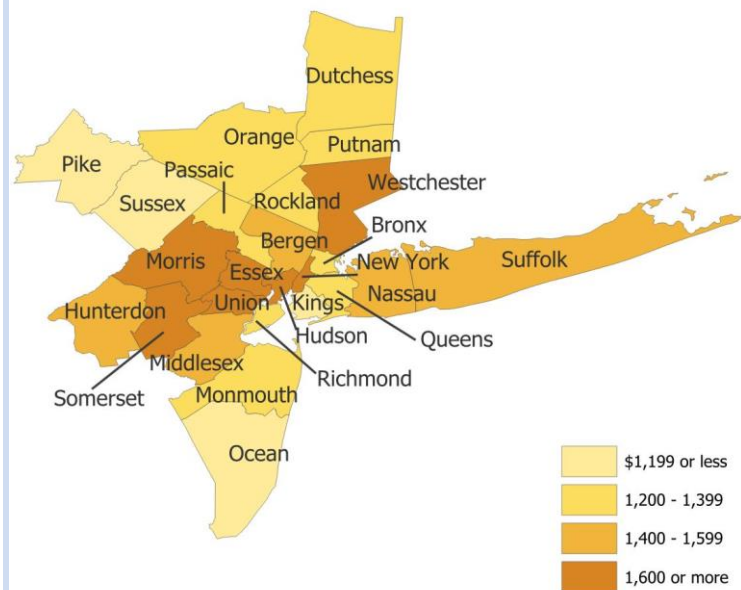 Dutchess
Orange
Putnam
Pike
Passaic
Westchester
Sussex
Rockland
Bronx
Bergen
Morris
Essex
New York
Suffolk
Hunterdon
Union
Kings
Nassau
Hudson
Queens
Middlesex
Richmond
Somerset
Monmouth
Ocean
$1,199 or less
1,200 - 1,399
1,400 - 1,599
1,600 or more